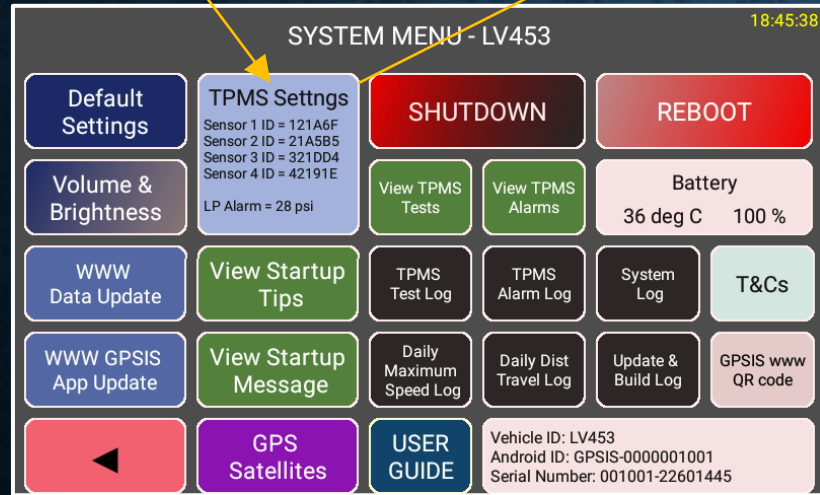 SYSTEM MENU - LV453
18:45:38
Default
Settings
TPMS Settngs
Sensor 1 ID = 121A6F
Sensor 2 ID = 21A5B5
Sensor 3 ID = 321DD4
Sensor 4 ID = 42191E
LP Alarm = 28 psi
SHUTDOWN
REBOOT
Volume &
Brightness
View TPMS
Tests
View TPMS
Alarms
Battery
36 deg C 100 %
WWW
Data Update
View Startup
Tips
TPMS
Test Log
TPMS
Alarm Log
System
Log
T&Cs
WWW GPSIS
App Update
View Startup
Message
Daily
Maximum
Speed Log
Daily Dist
Travel Log
Update &
Build Log
GPSIS www
QR code
GPS
Satellites
USER
GUIDE
Vehicle ID: LV453
Android ID: GPSIS-0000001001
Serial Number: 001001-22601445